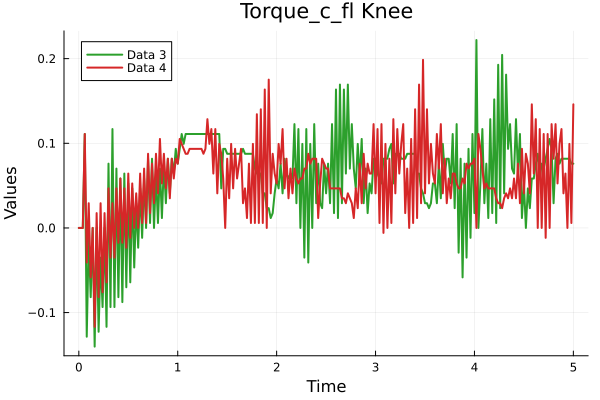 Torque_c_fl Knee
Values
0.2
0.1
0.0
−0.1
Data 3
Data 4
0
1
2
3
4
5
Time